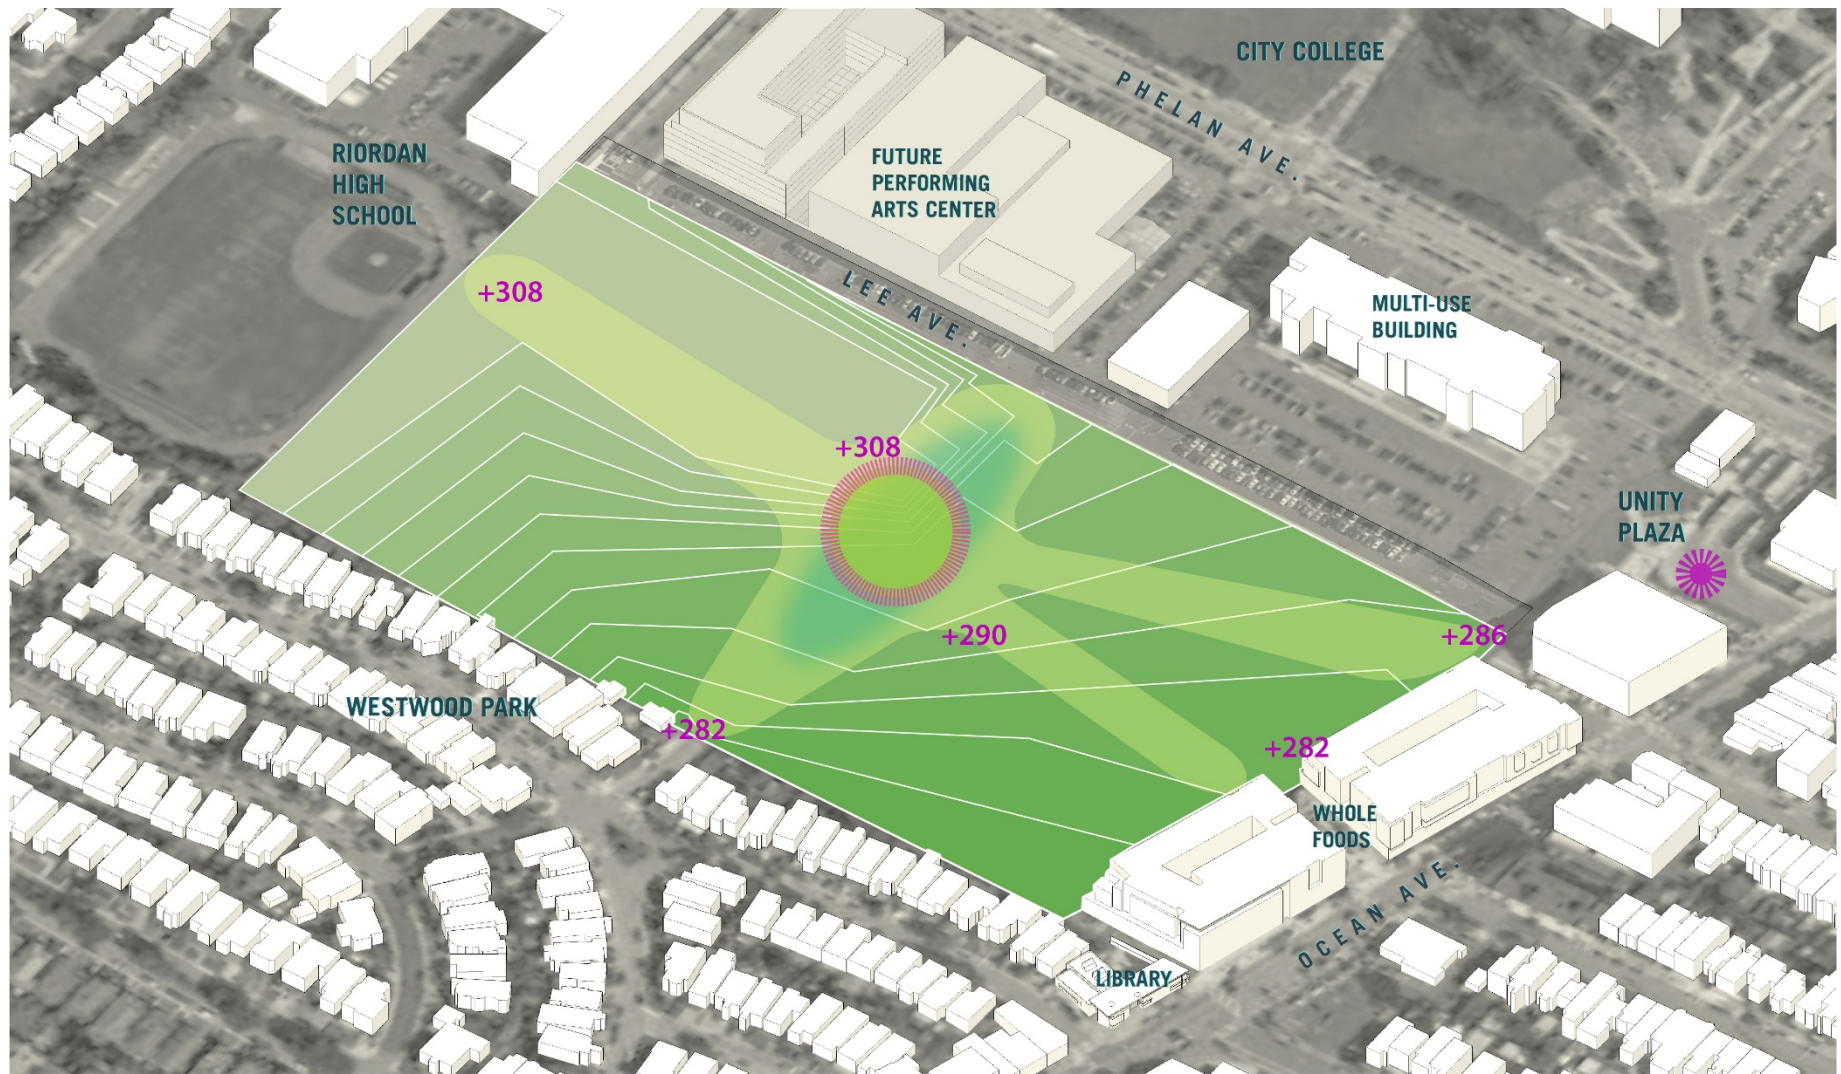 CITY COLLEGE
PHELAN AVE.
RIORDAN
HIGH
SCHOOL
FUTURE
PERFORMING
ARTS CENTER
LEE AVE.
+308
MULTI-USE
BUILDING
+308
UNITY
PLAZA
+290
+286
WESTWOOD PARK
+282
+282
WHOLE
FOODS
OCEAN AVE.
LIBRARY